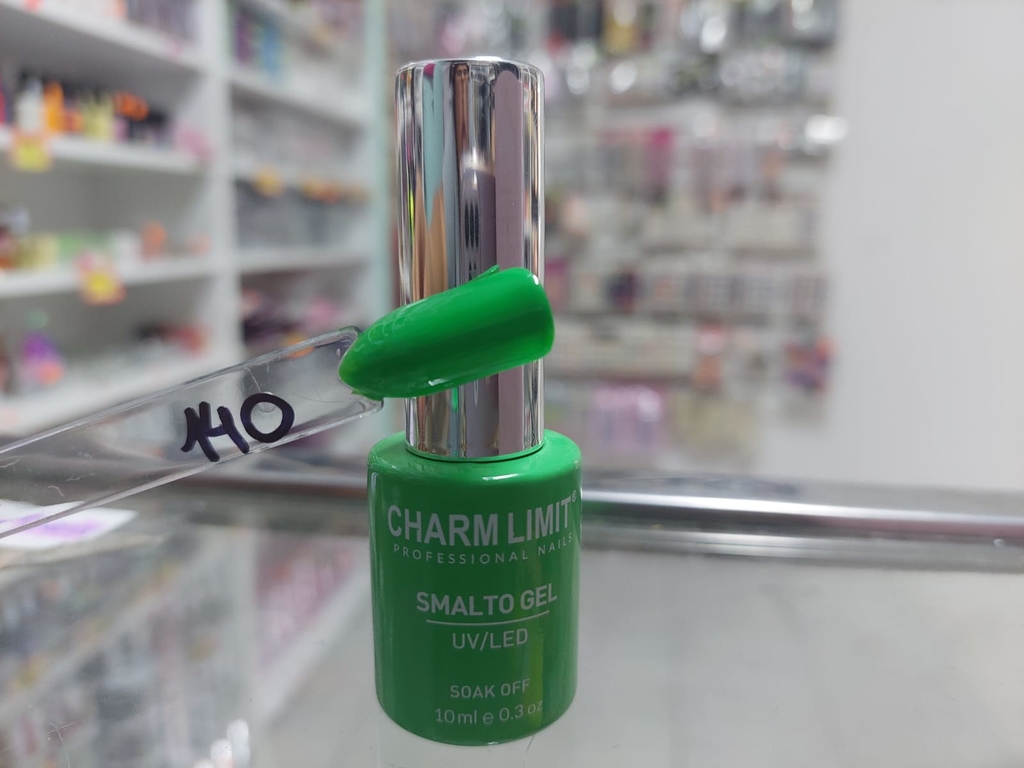 140
CHARM LIMIT®
PROFESSIONAL NAILS
SMALTO GEL
UV/LED
SOAK OFF
10ml e 0.3 oz